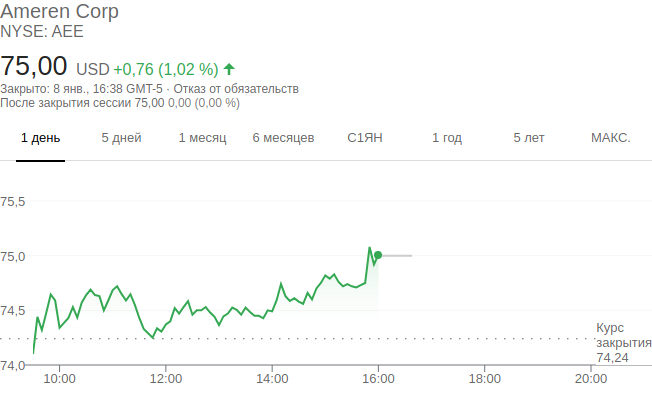 Ameren Corp
NYSE: AEE
75,00 USD +0,76 (1,02 %)
Закрыто: 8 янв., 16:38 GMT-5 · Отказ от обязательств
После закрытия сессии 75,00 0,00 (0,00 %)
1 день 5 дней 1 месяц 6 месяцев С1ЯН 1 год 5 лет МАКС.
75,5
75,0
74,5
Курс
закрытия
74,24
74,0
10:00 12:00 14:00 16:00 18:00 20:00